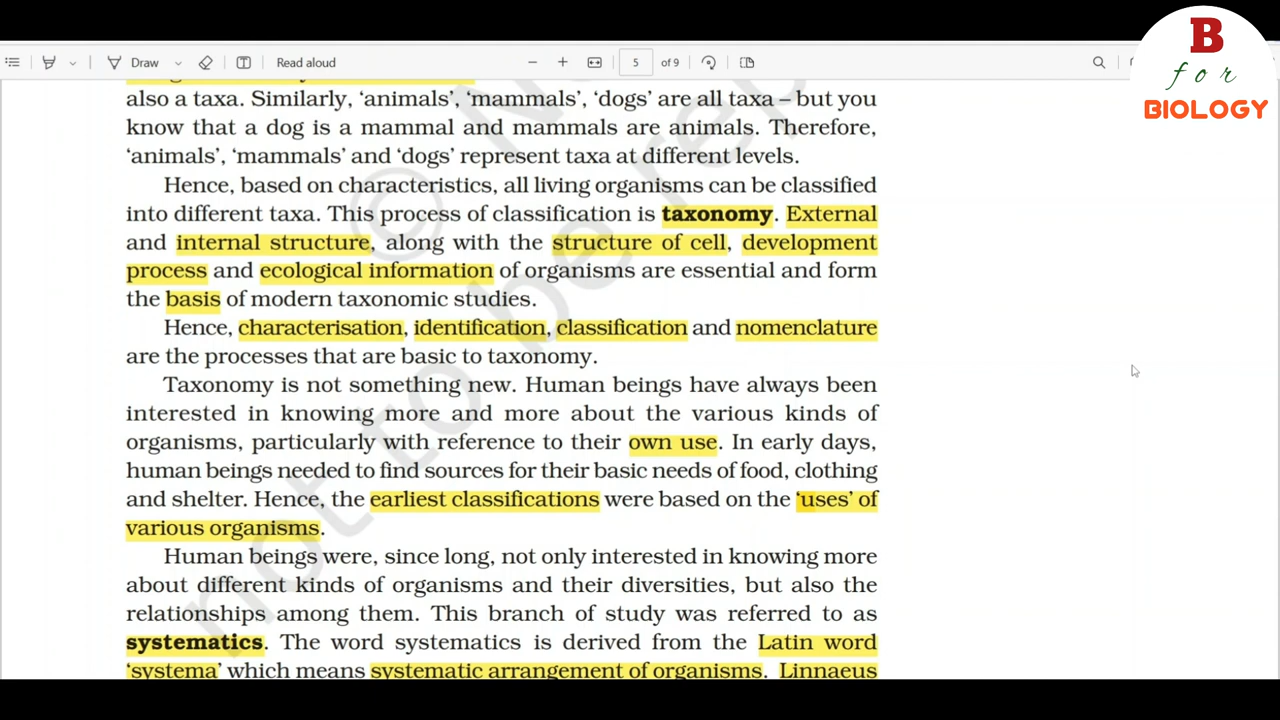 Draw
Read aloud
5 of 9
B
for
BIOLOGY
also a taxa. Similarly, ‘animals’, ‘mammals’, ‘dogs’ are all taxa – but you
know that a dog is a mammal and mammals are animals. Therefore,
‘animals’, ‘mammals’ and ‘dogs’ represent taxa at different levels.
Hence, based on characteristics, all living organisms can be classified
into different taxa. This process of classification is taxonomy. External
and internal structure, along with the structure of cell, development
process and ecological information of organisms are essential and form
the basis of modern taxonomic studies.
Hence, characterisation, identification, classification and nomenclature
are the processes that are basic to taxonomy.
Taxonomy is not something new. Human beings have always been
interested in knowing more and more about the various kinds of
organisms, particularly with reference to their own use. In early days,
human beings needed to find sources for their basic needs of food, clothing
and shelter. Hence, the earliest classifications were based on the ‘uses’ of
various organisms.
Human beings were, since long, not only interested in knowing more
about different kinds of organisms and their diversities, but also the
relationships among them. This branch of study was referred to as
systematics. The word systematics is derived from the Latin word
‘systema’ which means systematic arrangement of organisms. Linnaeus
not to be rep